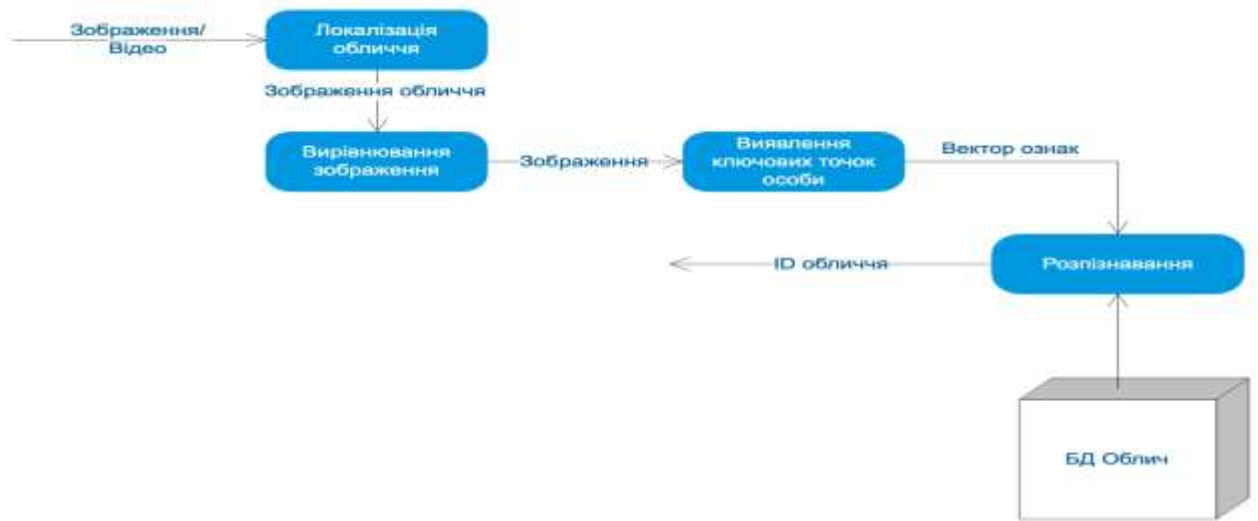 Зображення/
Відео
Локалізація
обличчя
Зображення обличчя
Вирівнювання
зображення
Зображення
Виявлення
ключових точок
особи
Вектор ознак
ID обличчя
Розпізнавання
БД Облич